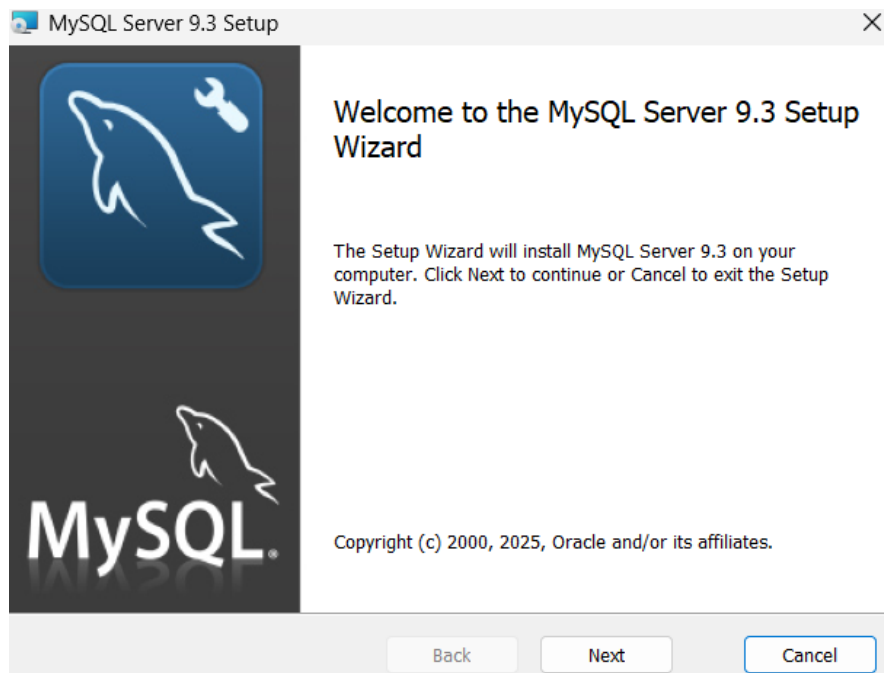 MySQL Server 9.3 Setup
Welcome to the MySQL Server 9.3 Setup
Wizard
The Setup Wizard will install MySQL Server 9.3 on your
computer. Click Next to continue or Cancel to exit the Setup
Wizard.
MySQL®
Copyright (c) 2000, 2025, Oracle and/or its affiliates.
Back
Next
Cancel